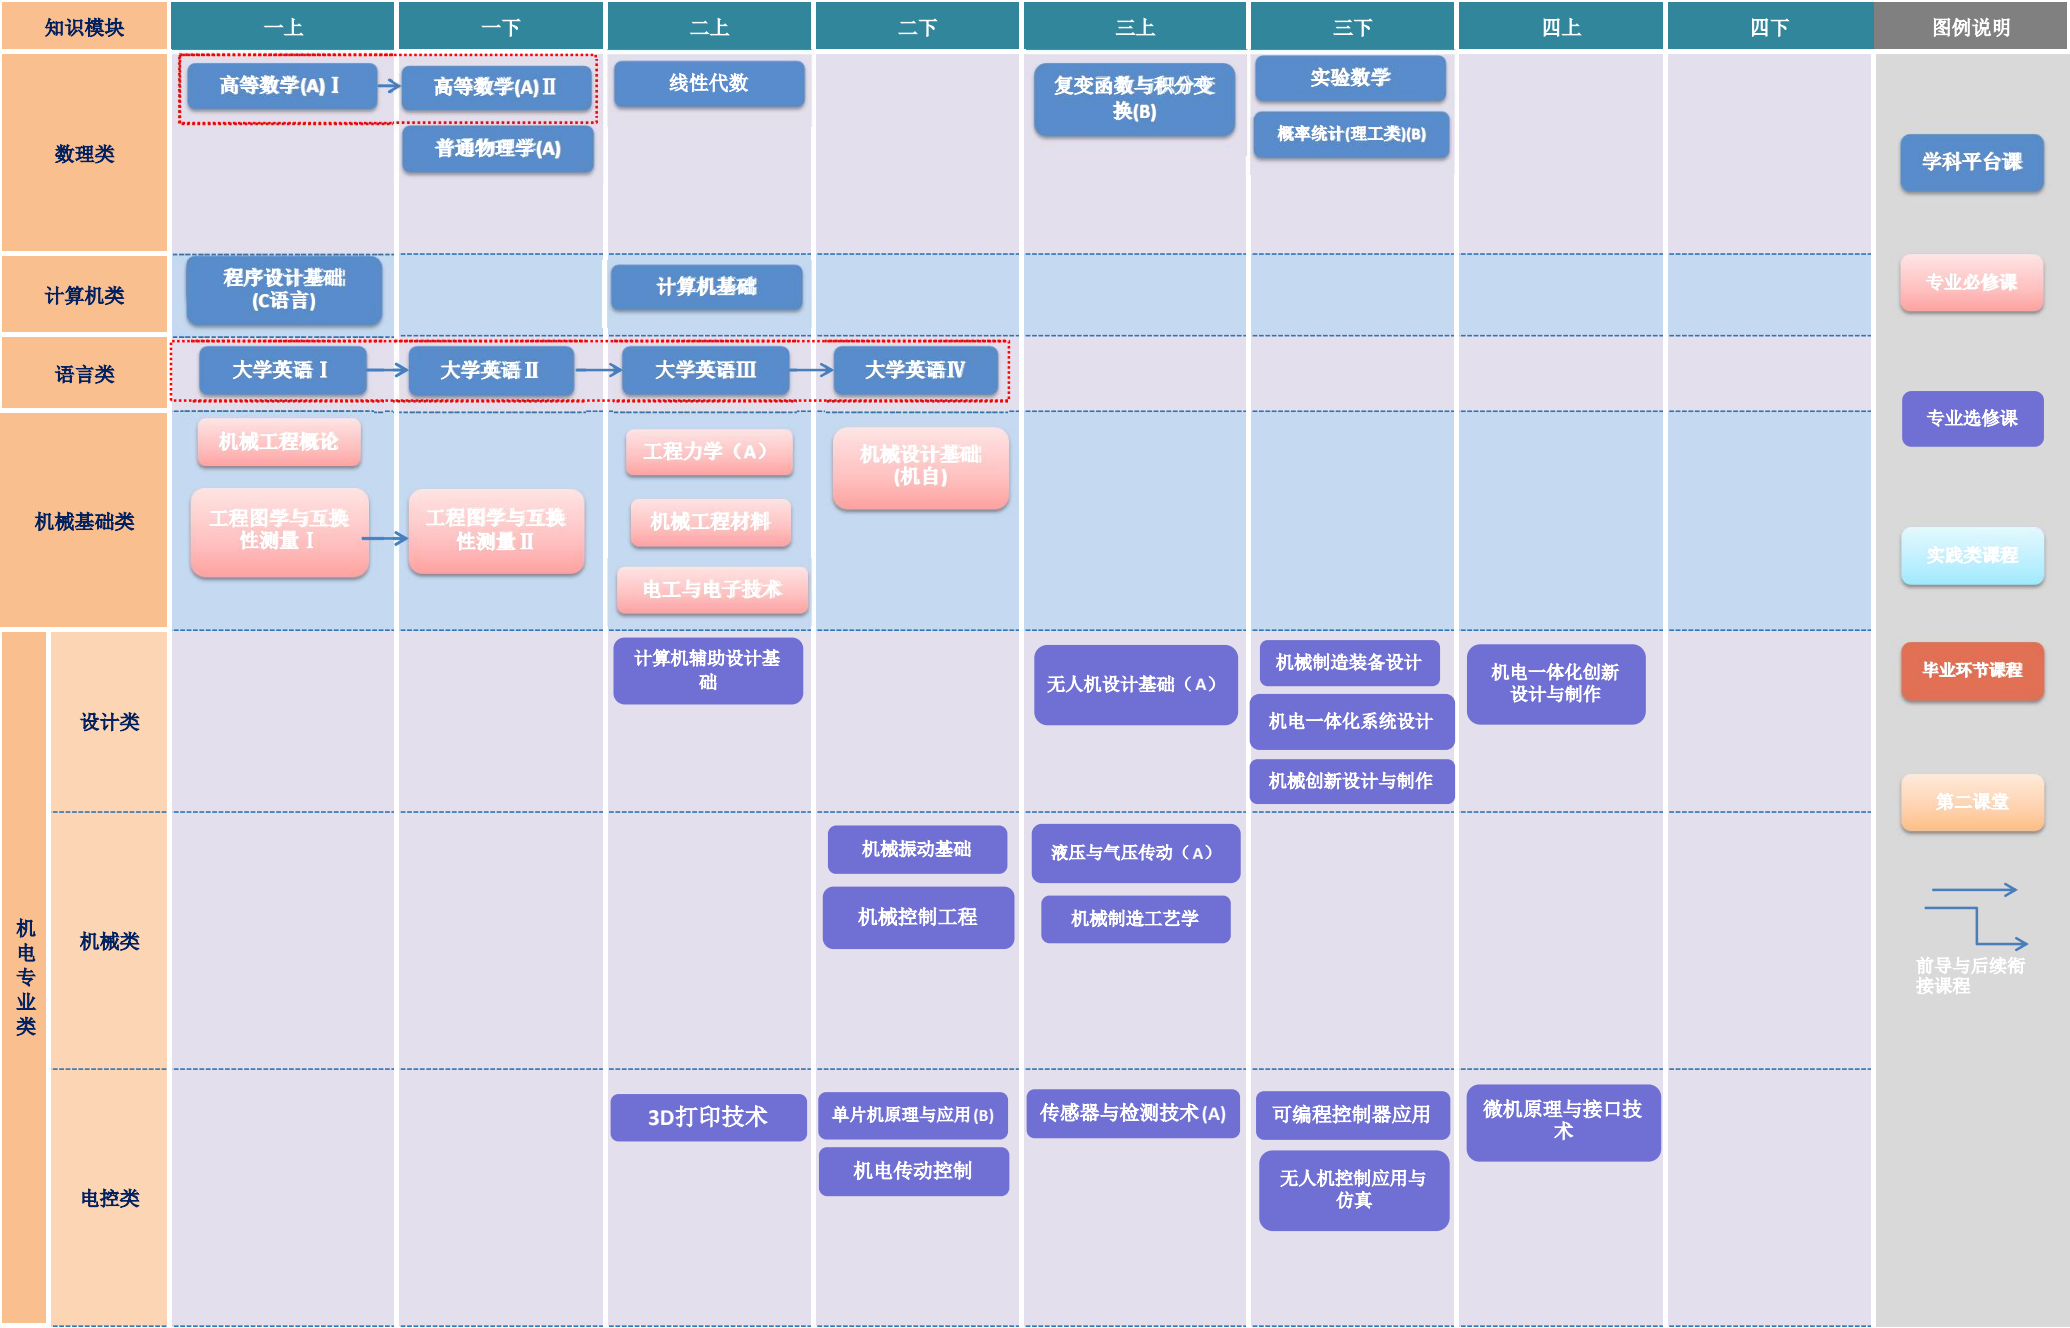 知识模块
一上
一下
二上
二下
三上
三下
四上
四下
图例说明
数理类
高等数学(A) Ⅰ
高等数学(A) Ⅱ
普通物理学(A)
线性代数
复变函数与积分变
换(B)
实验数学
概率统计(理工类)(B)
计算机类
程序设计基础
(C语言)
计算机基础
语言类
大学英语Ⅰ
大学英语Ⅱ
大学英语Ⅲ
大学英语Ⅳ
机械基础类
机械工程概论
工程图学与互换
性测量Ⅰ
工程图学与互换
性测量Ⅱ
工程力学（A）
机械工程材料
电工与电子技术
机械设计基础
(机自)
机
电
专
业
类
设计类
计算机辅助设计基
础
无人机设计基础（A）
机械制造装备设计
机电一体化系统设计
机械创新设计与制作
机电一体化创新
设计与制作
机械类
机械振动基础
机械控制工程
液压与气压传动（A）
机械制造工艺学
电控类
3D打印技术
单片机原理与应用(B)
机电传动控制
传感器与检测技术(A)
可编程控制器应用
无人机控制应用与
仿真
微机原理与接口技
术
学科平台课
专业必修课
专业选修课
实践类课程
毕业环节课程
第二课堂
前导与后续衔
接课程